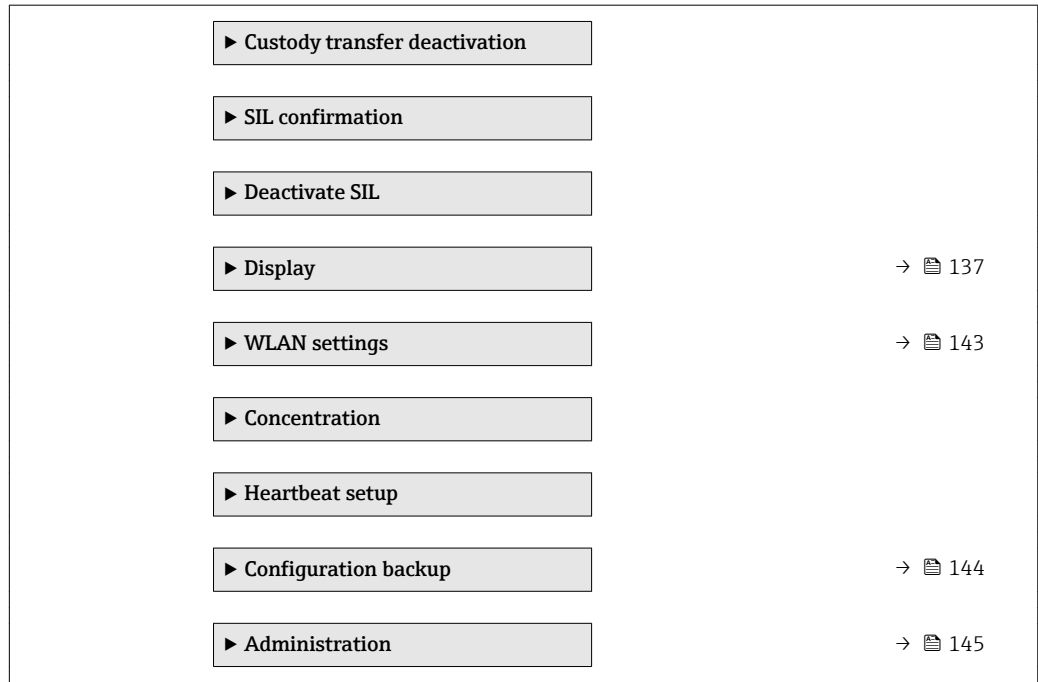 ▶ Custody transfer deactivation
▶ SIL confirmation
▶ Deactivate SIL
▶ Display → 137
▶ WLAN settings → 143
▶ Concentration
▶ Heartbeat setup
▶ Configuration backup → 144
▶ Administration → 145